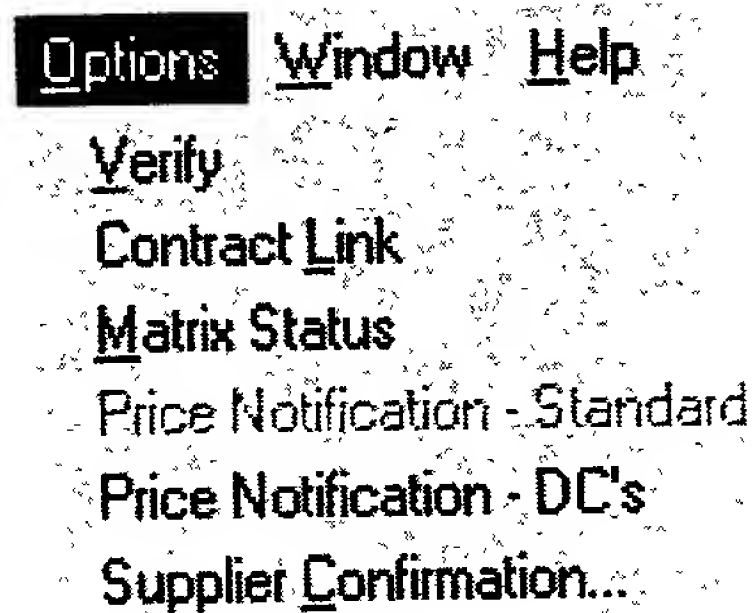 Options Window Help
Verify
Contract Link
Matrix Status
Price Notification - Standard
Price Notification - DC's
Supplier Confirmation...